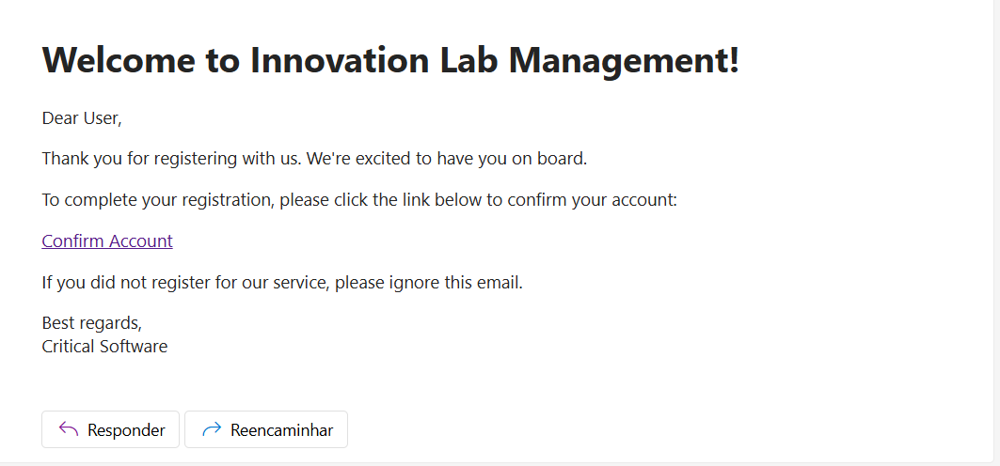 Welcome to Innovation Lab Management!
Dear User,
Thank you for registering with us. We're excited to have you on board.
To complete your registration, please click the link below to confirm your account:
Confirm Account
If you did not register for our service, please ignore this email.
Best regards,
Critical Software
Responder
Reencaminhar